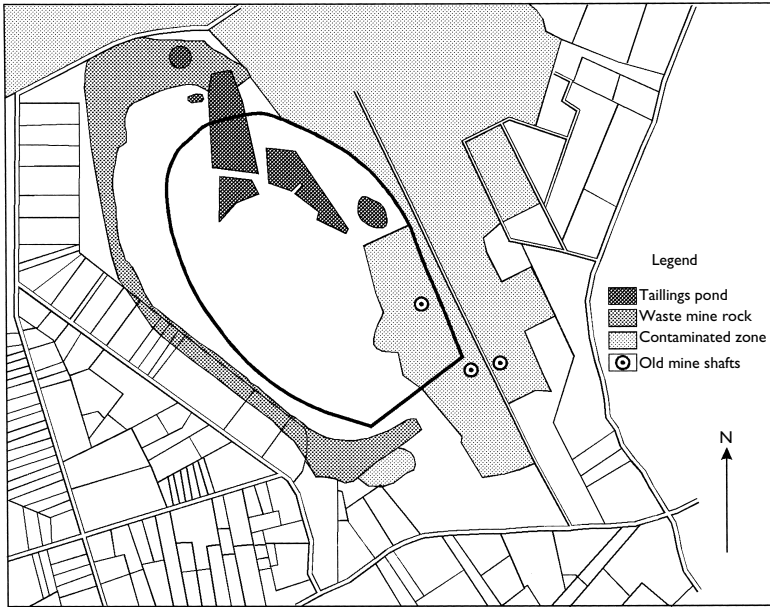 Legend
Taillings pond
Waste mine rock
Contaminated zone
Old mine shafts
N